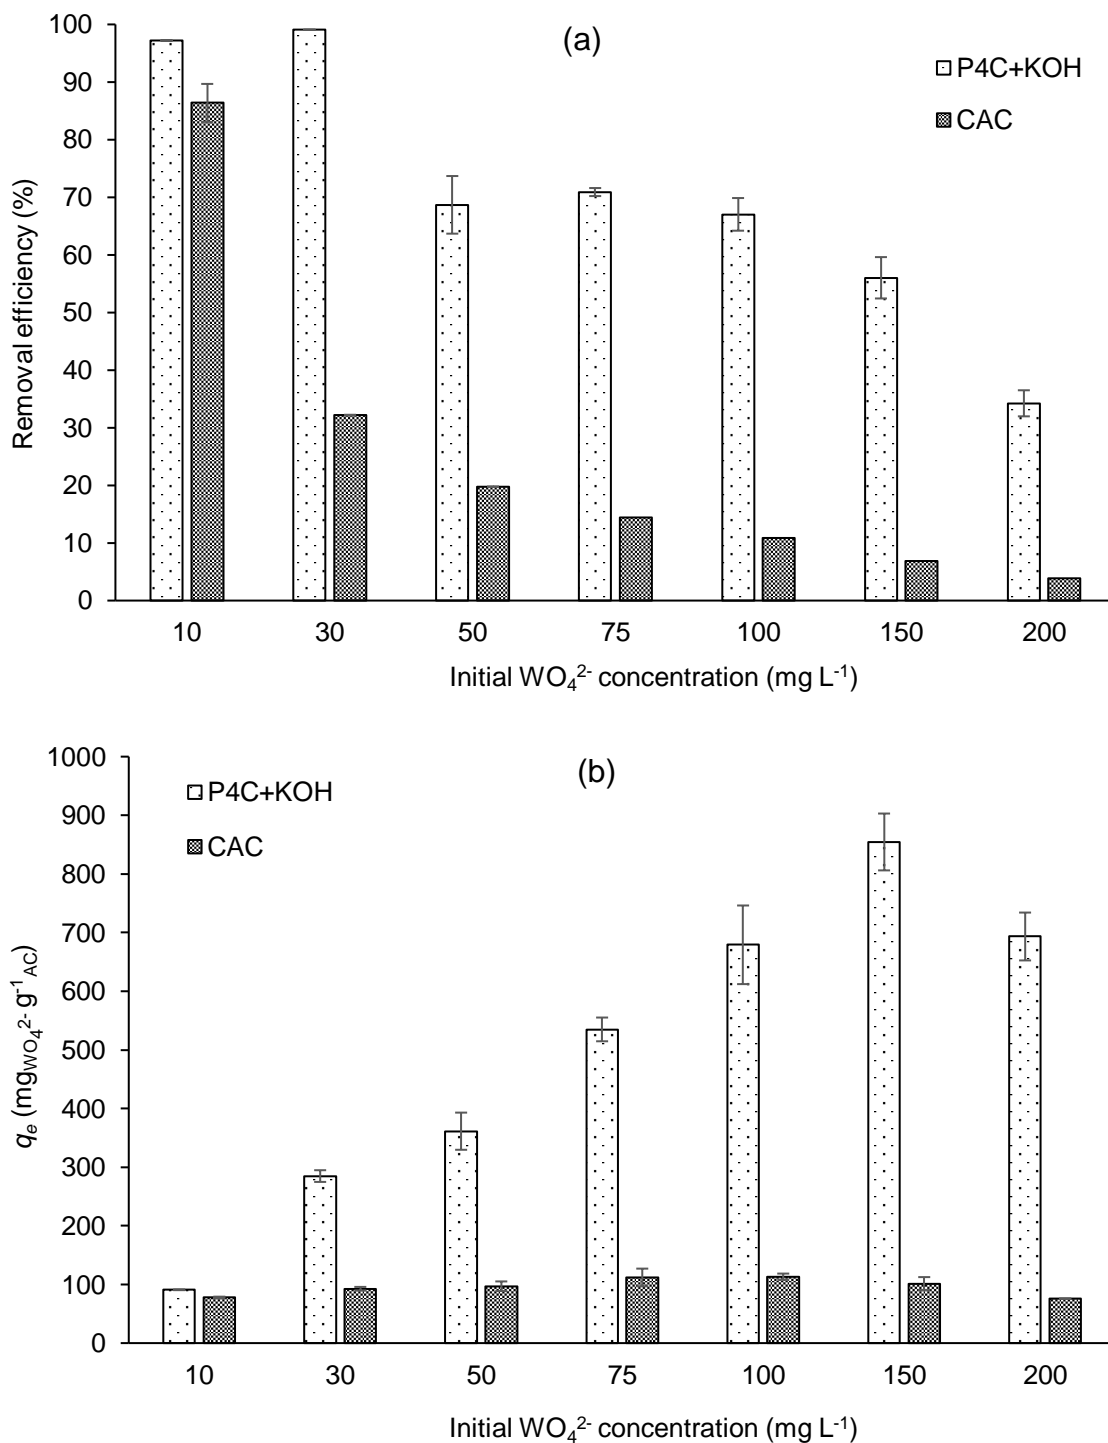 (a)
P4C+KOH
CAC
Removal efficiency (%)
100
90
80
70
60
50
40
30
20
10
0
10 30 50 75 100 150 200
Initial WO₄²⁻ concentration (mg L⁻¹)
(b)
P4C+KOH
CAC
qₑ (mg_WO₄²⁻ g⁻¹_AC)
1000
900
800
700
600
500
400
300
200
100
0
10 30 50 75 100 150 200
Initial WO₄²⁻ concentration (mg L⁻¹)